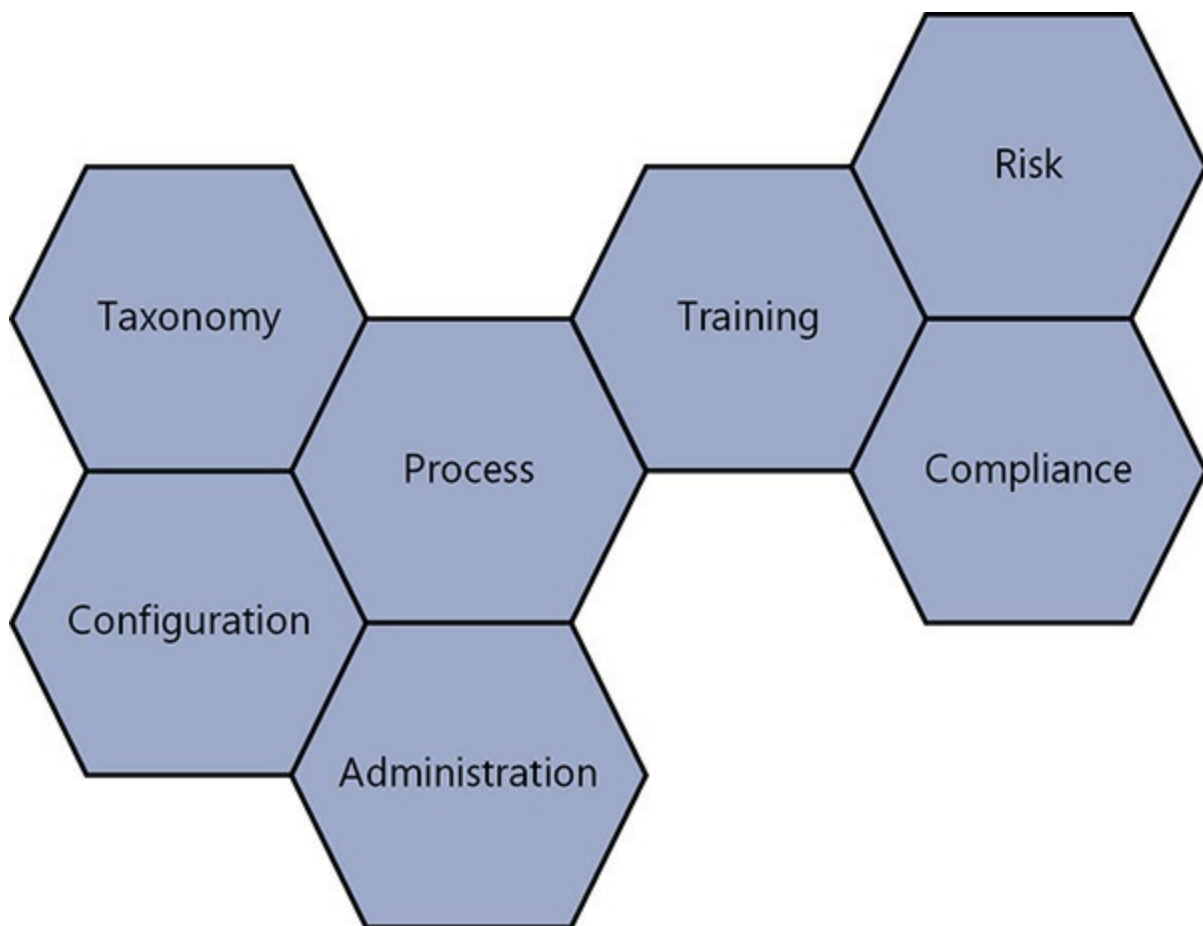 Risk
Taxonomy
Training
Process
Compliance
Configuration
Administration